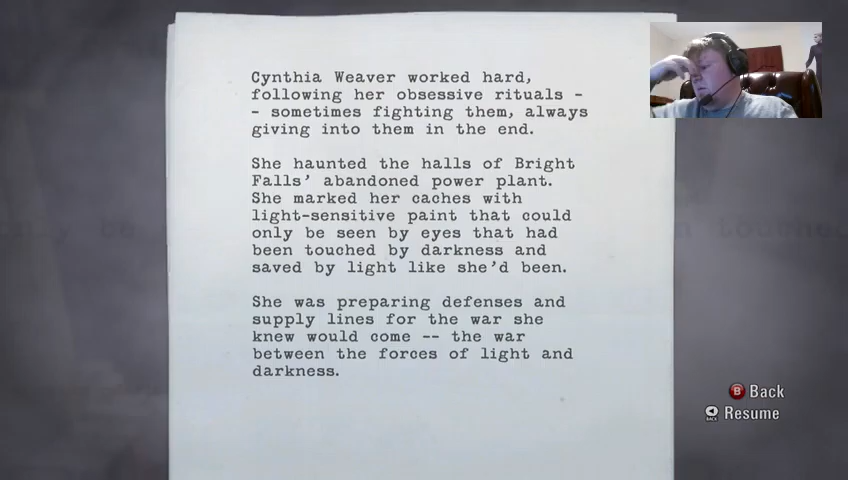 Cynthia Weaver worked hard,
following her obsessive rituals -
- sometimes fighting them, always
giving into them in the end.
She haunted the halls of Bright
Falls' abandoned power plant.
She marked her caches with
light-sensitive paint that could
only be seen by eyes that had
been touched by darkness and
saved by light like she'd been.
She was preparing defenses and
supply lines for the war she
knew would come -- the war
between the forces of light and
darkness.
B Back
BACK Resume